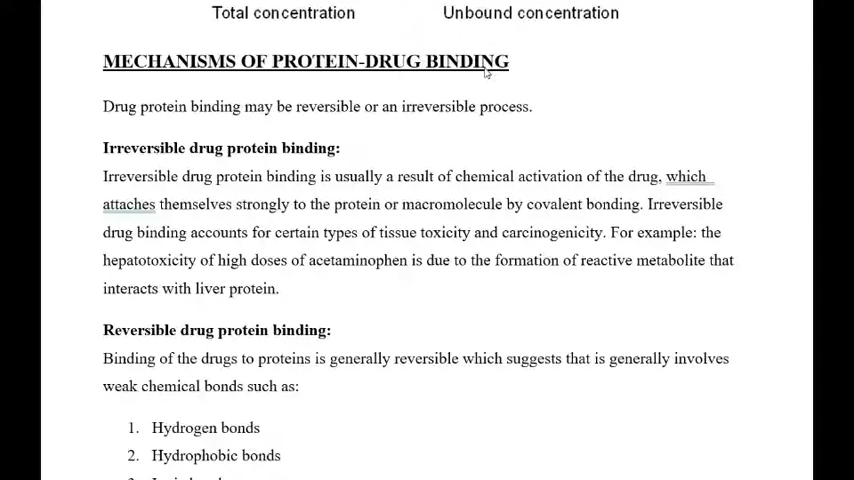 Total concentration Unbound concentration
MECHANISMS OF PROTEIN-DRUG BINDING
Drug protein binding may be reversible or an irreversible process.
Irreversible drug protein binding:
Irreversible drug protein binding is usually a result of chemical activation of the drug, which
attaches themselves strongly to the protein or macromolecule by covalent bonding. Irreversible
drug binding accounts for certain types of tissue toxicity and carcinogenicity. For example: the
hepatotoxicity of high doses of acetaminophen is due to the formation of reactive metabolite that
interacts with liver protein.
Reversible drug protein binding:
Binding of the drugs to proteins is generally reversible which suggests that is generally involves
weak chemical bonds such as:
1. Hydrogen bonds
2. Hydrophobic bonds